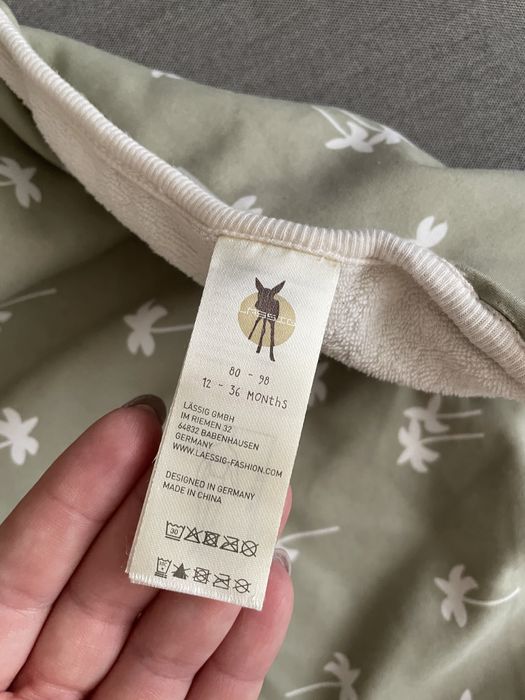 LÄSSIG
80 - 98
12 - 36 MONthS
LÄSSIG GMBH
IM RIEMEN 32
64832 BABENHAUSEN
GERMANY
WWW.LAESSIG-FASHION.COM
DESIGNED IN GERMANY
MADE IN CHINA
30